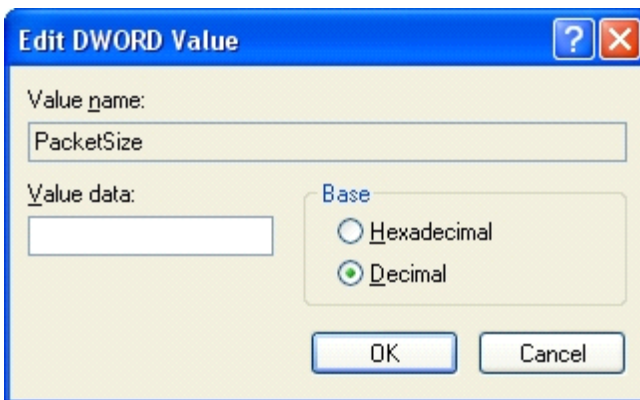 Edit DWORD Value
Value name:
PacketSize
Value data:
Base
Hexadecimal
Decimal
OK Cancel